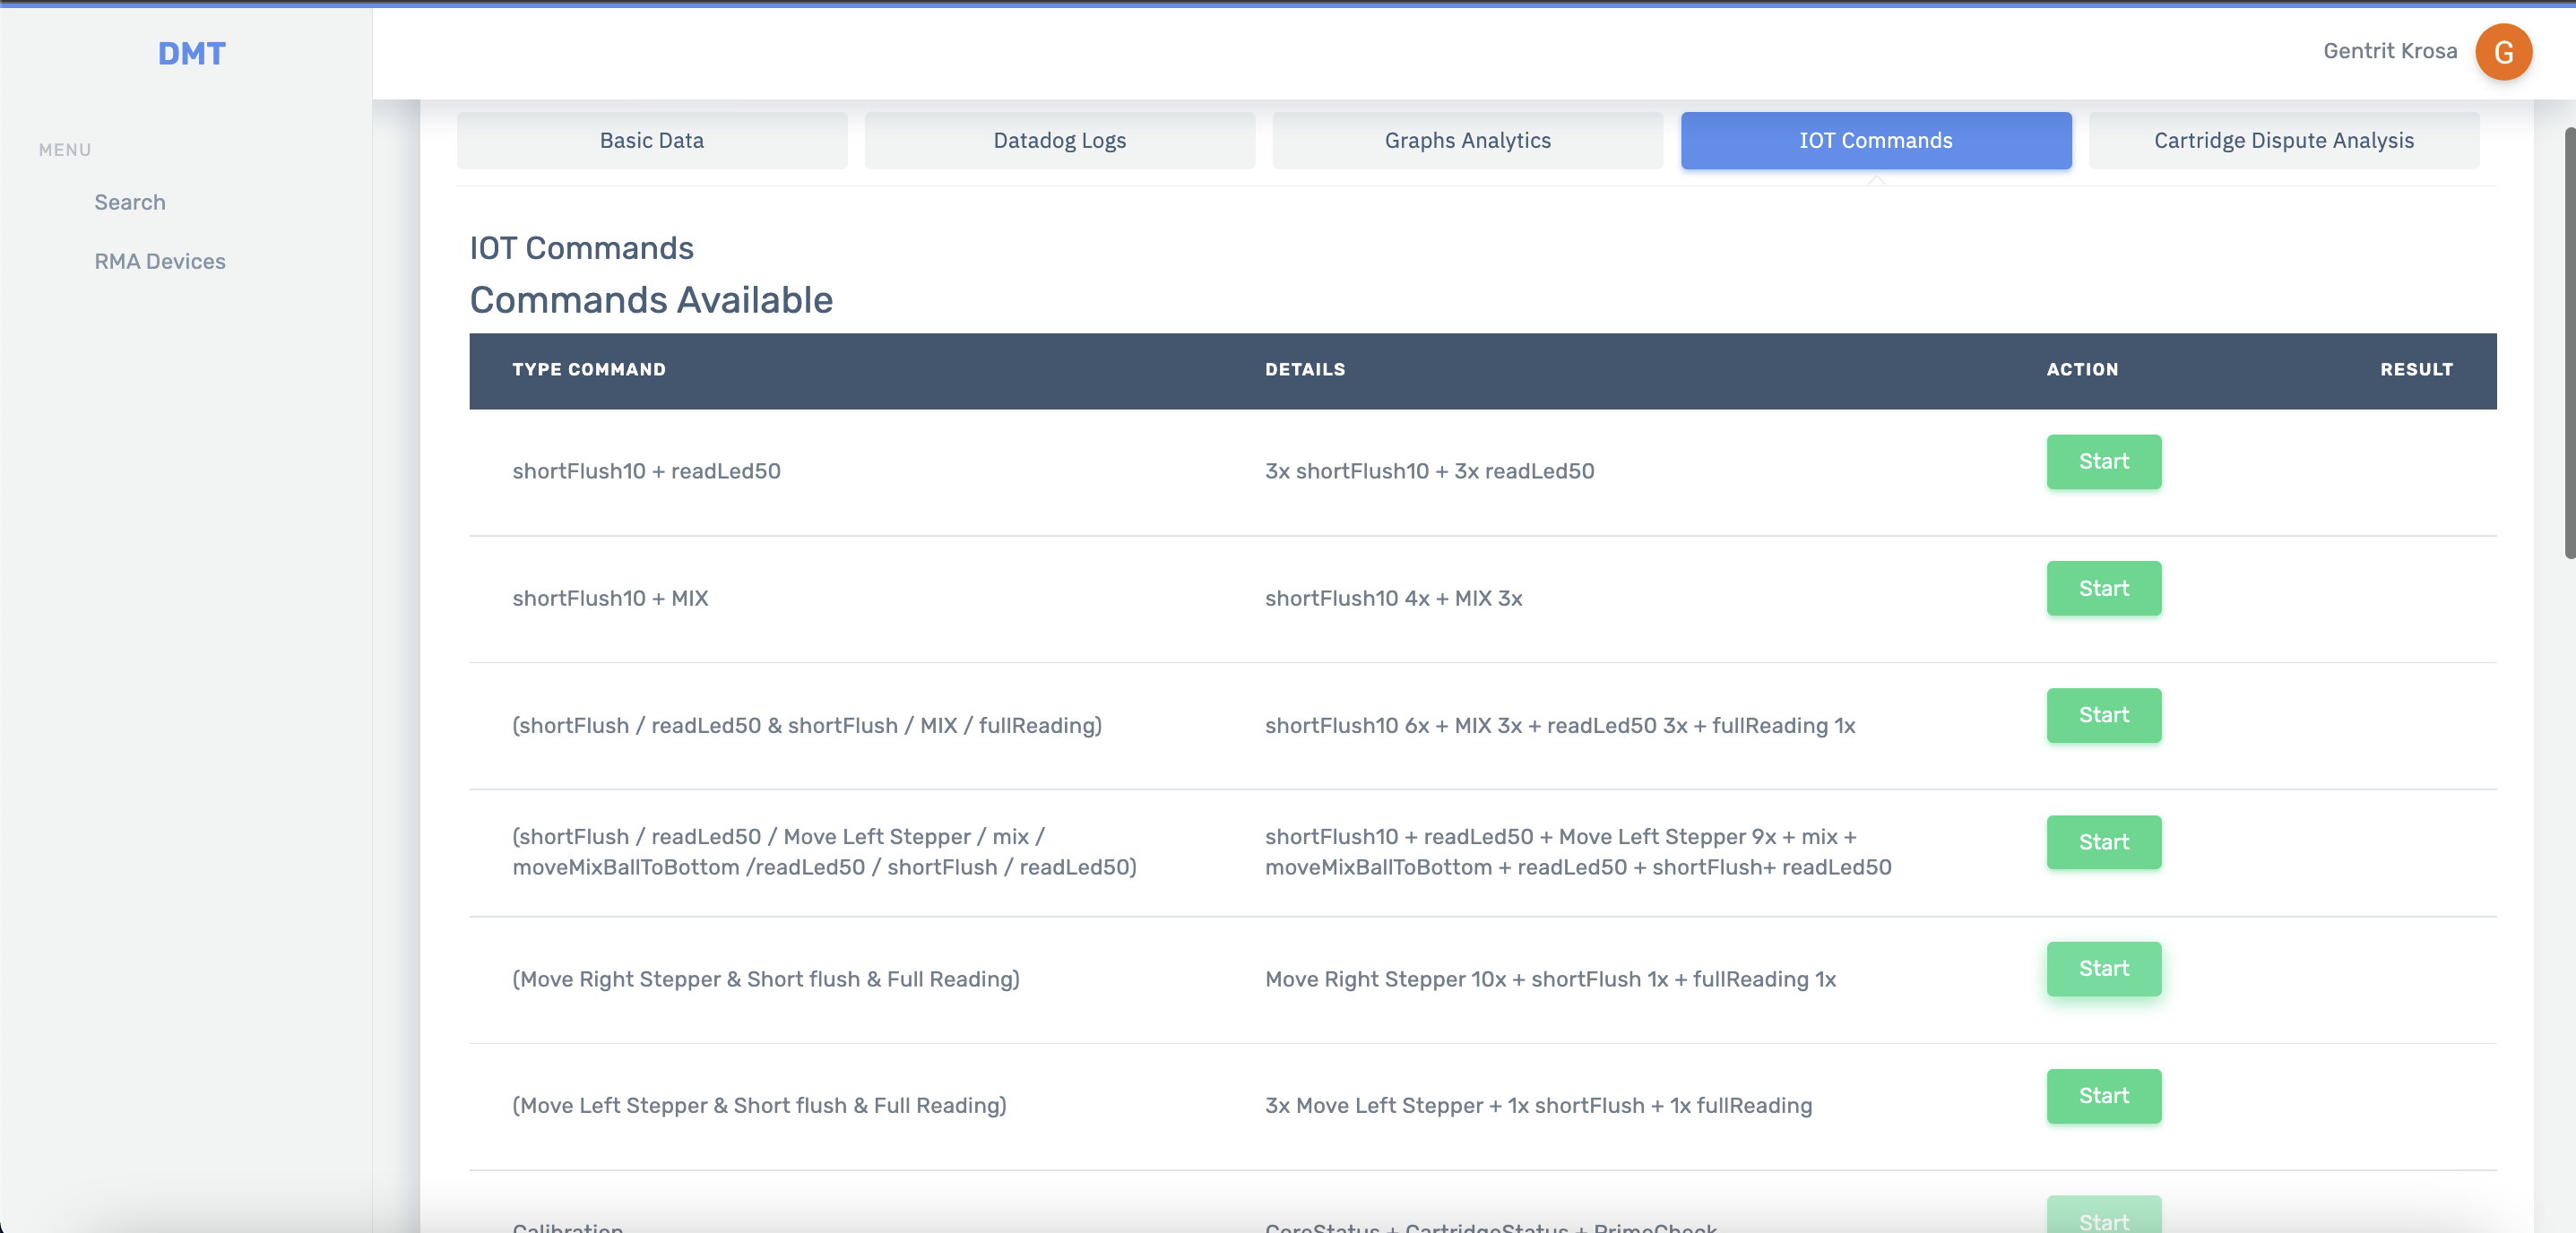 DMT
Gentrit Krosa
G
MENU
Search
RMA Devices
Basic Data
Datadog Logs
Graphs Analytics
IOT Commands
Cartridge Dispute Analysis
IOT Commands
Commands Available
TYPE COMMAND
DETAILS
ACTION
RESULT
shortFlush10 + readLed50
3x shortFlush10 + 3x readLed50
Start
shortFlush10 + MIX
shortFlush10 4x + MIX 3x
Start
(shortFlush / readLed50 & shortFlush / MIX / fullReading)
shortFlush10 6x + MIX 3x + readLed50 3x + fullReading 1x
Start
(shortFlush / readLed50 / Move Left Stepper / mix /
moveMixBallToBottom /readLed50 / shortFlush / readLed50)
shortFlush10 + readLed50 + Move Left Stepper 9x + mix +
moveMixBallToBottom + readLed50 + shortFlush+ readLed50
Start
(Move Right Stepper & Short flush & Full Reading)
Move Right Stepper 10x + shortFlush 1x + fullReading 1x
Start
(Move Left Stepper & Short flush & Full Reading)
3x Move Left Stepper + 1x shortFlush + 1x fullReading
Start
Calibration
CoreStatus + CartridgeStatus + PrimeCheck
Start